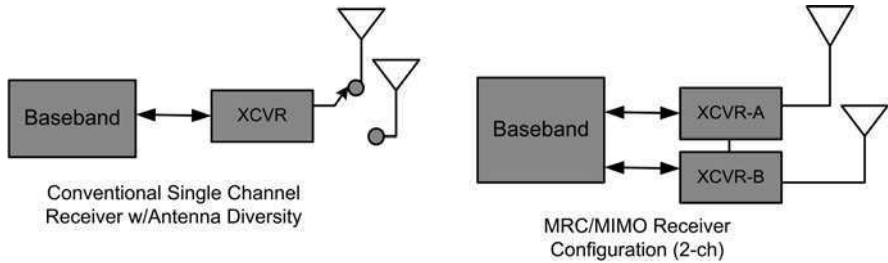 Baseband
XCVR
Conventional Single Channel
Receiver w/Antenna Diversity
Baseband
XCVR-A
XCVR-B
MRC/MIMO Receiver
Configuration (2-ch)